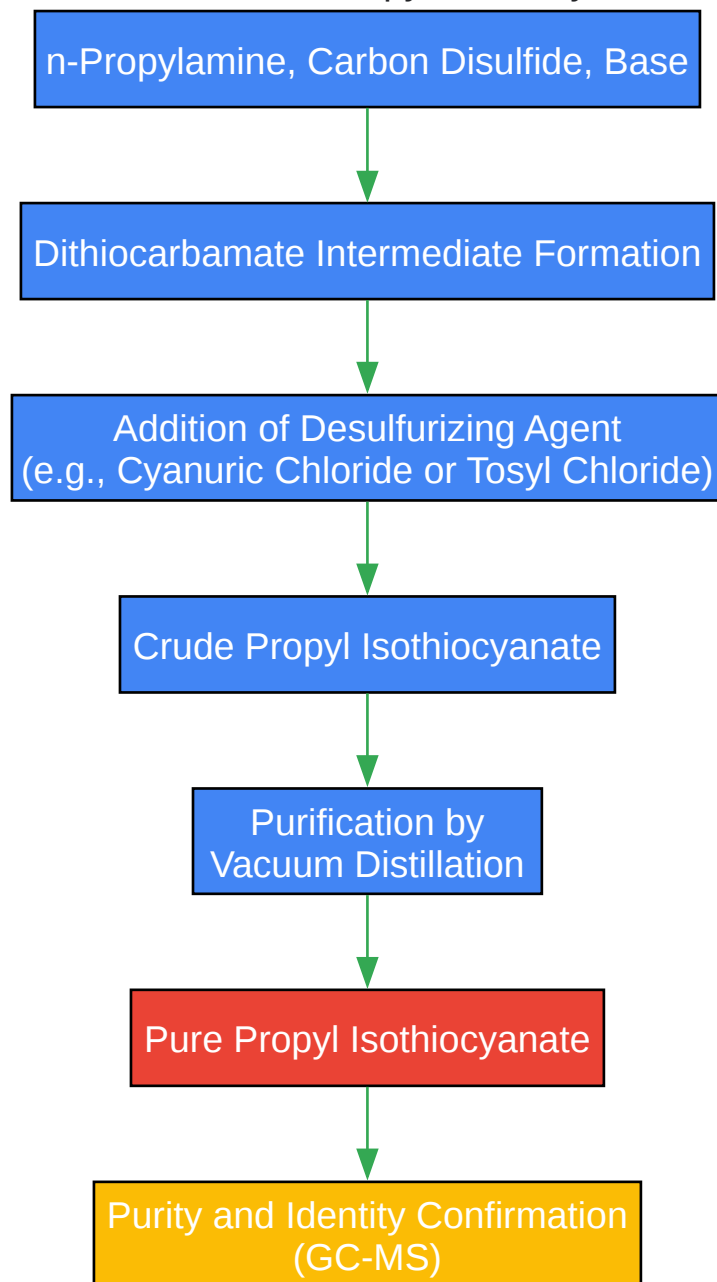 n-Propylamine, Carbon Disulfide, Base
Dithiocarbamate Intermediate Formation
Addition of Desulfurizing Agent
(e.g., Cyanuric Chloride or Tosyl Chloride)
Crude Propyl Isothiocyanate
Purification by
Vacuum Distillation
Pure Propyl Isothiocyanate
Purity and Identity Confirmation
(GC-MS)